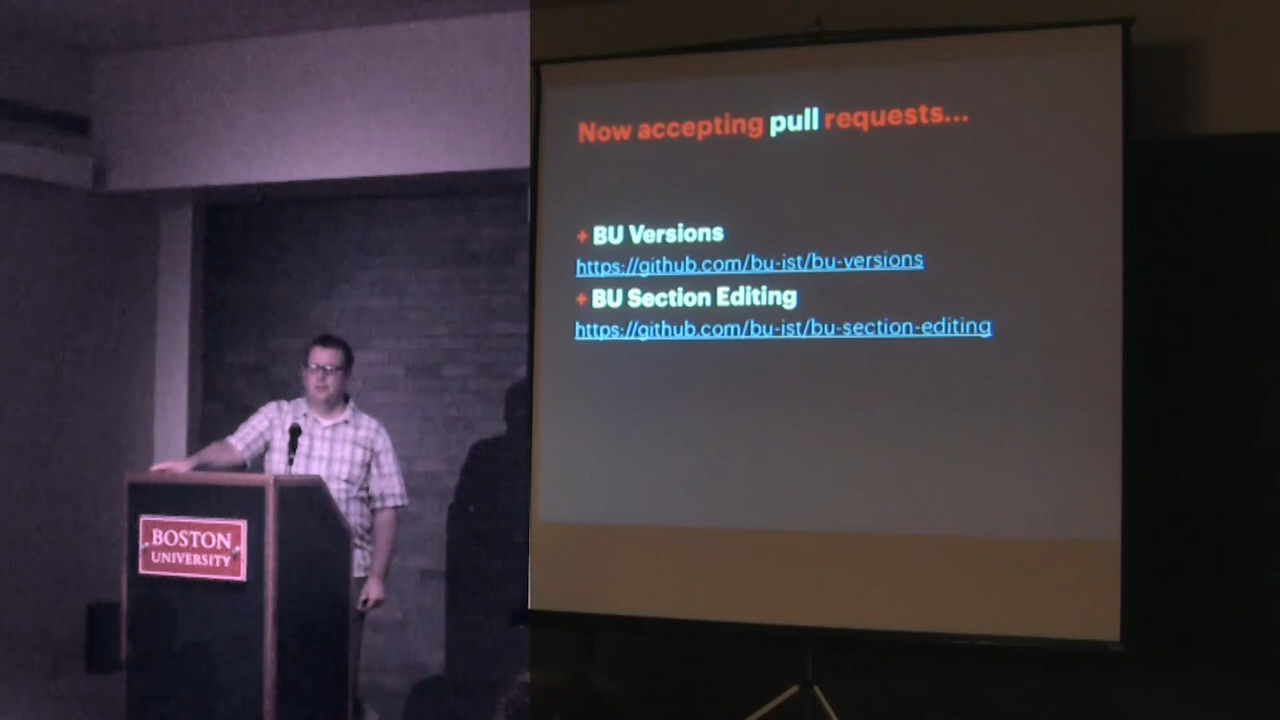 Now accepting pull requests...
+ BU Versions
https://github.com/bu-ist/bu-versions
+ BU Section Editing
https://github.com/bu-ist/bu-section-editing
BOSTON
UNIVERSITY